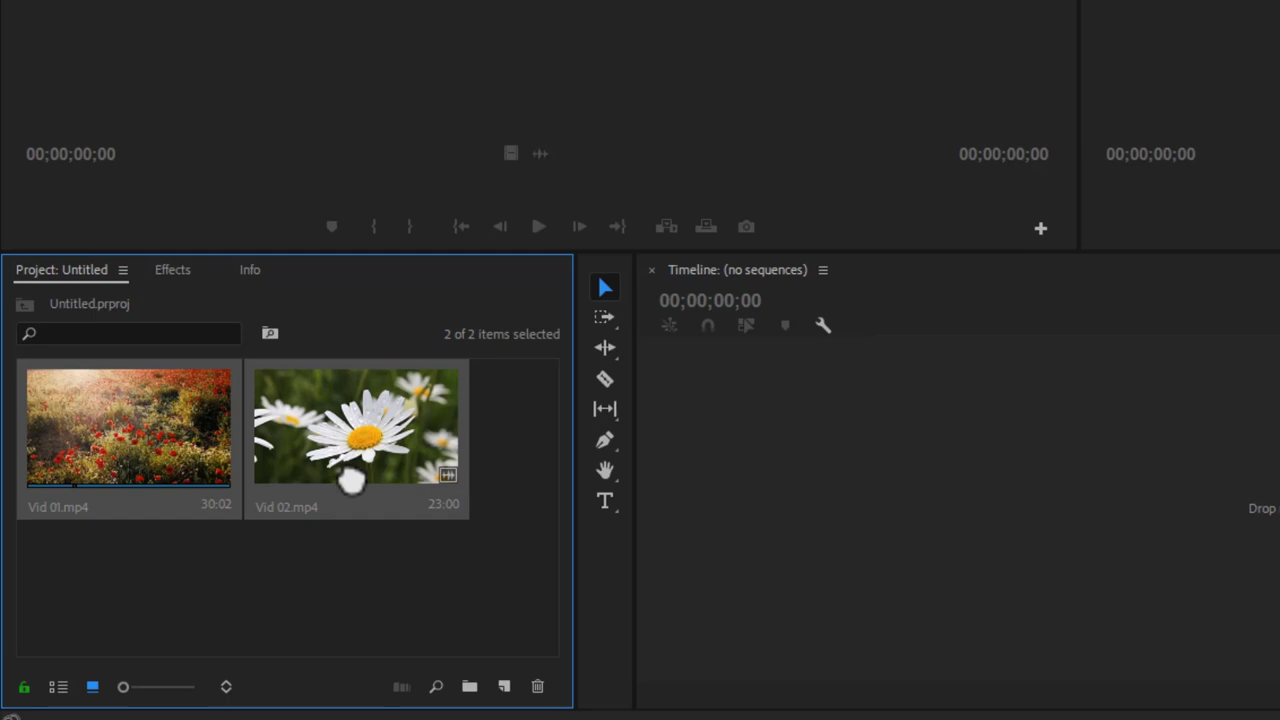 00;00;00;00
00;00;00;00
00;00;00;00
Project: Untitled
Effects
Info
Timeline: (no sequences)
Untitled.prproj
00;00;00;00
2 of 2 items selected
Vid 01.mp4
30:02
Vid 02.mp4
23:00
Drop